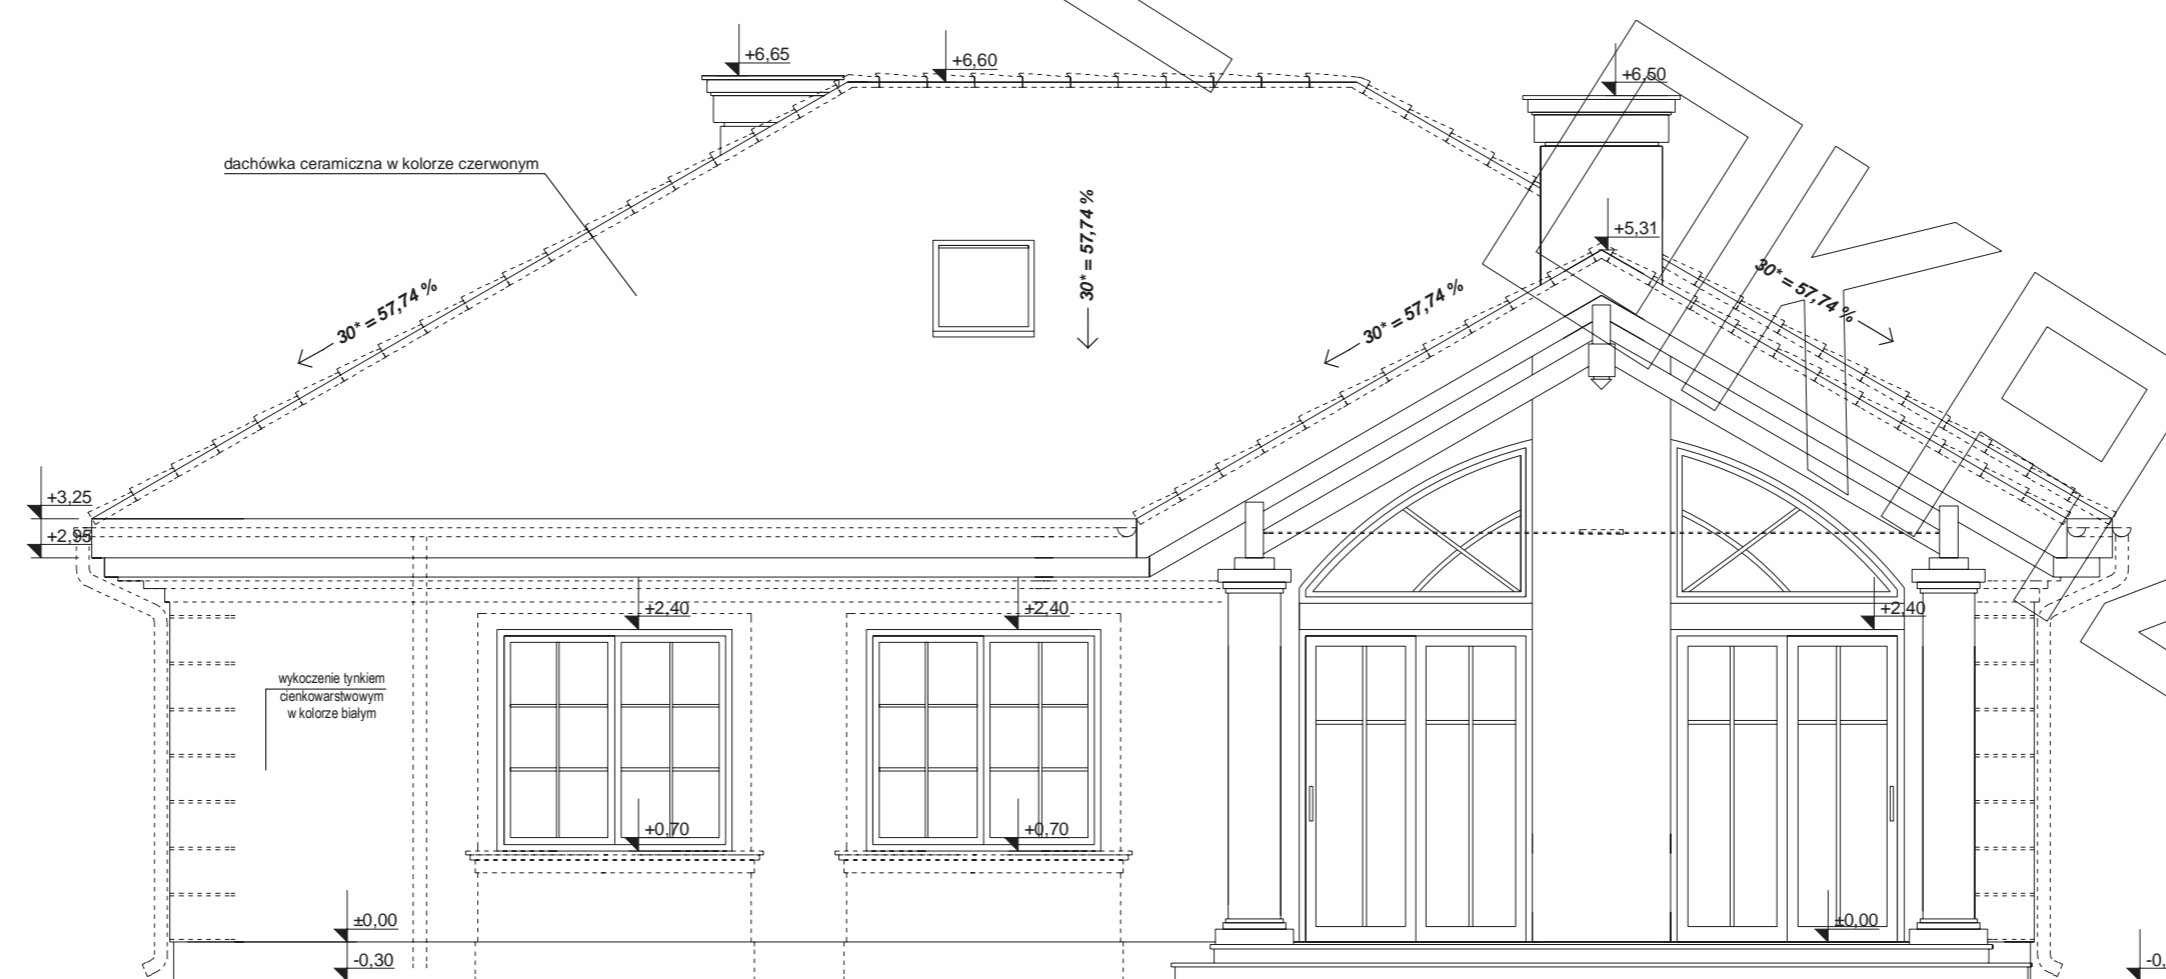 +6,65
+6,60
+6,50
dachówka ceramiczna w kolorze czerwonym
+5,31
30* = 57,74 %
30* = 57,74 %
30* = 57,74 %
30* = 57,74 %
+3,25
+2,95
+2,40
+2,40
+2,40
wykoczenie tynkiem
cienkowarstwowym
w kolorze białym
+0,70
+0,70
±0,00
±0,00
-0,30
-0,